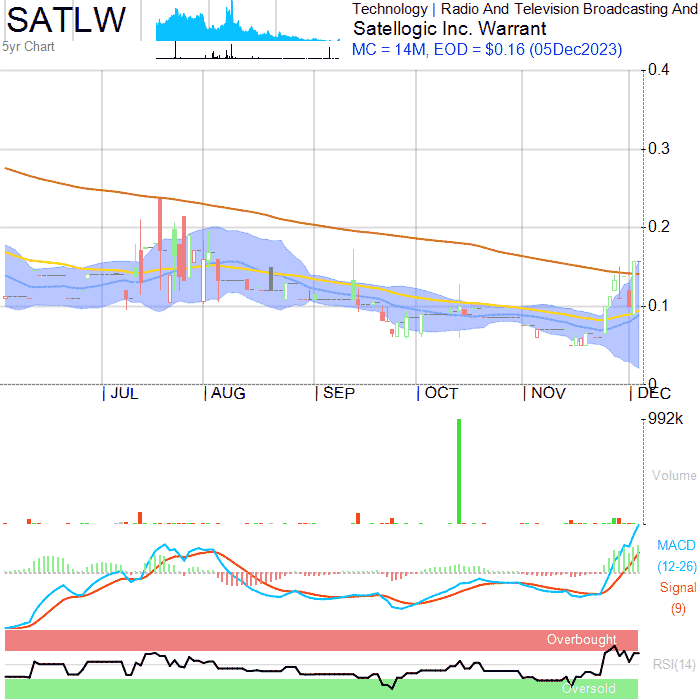 SATLW
5yr Chart
Technology | Radio And Television Broadcasting And
Satellogic Inc. Warrant
MC = 14M, EOD = $0.16 (05Dec2023)
0.4
0.3
0.2
0.1
0
JUL
AUG
SEP
OCT
NOV
DEC
992k
Volume
MACD
(12-26)
Signal
(9)
Overbought
RSI(14)
Oversold